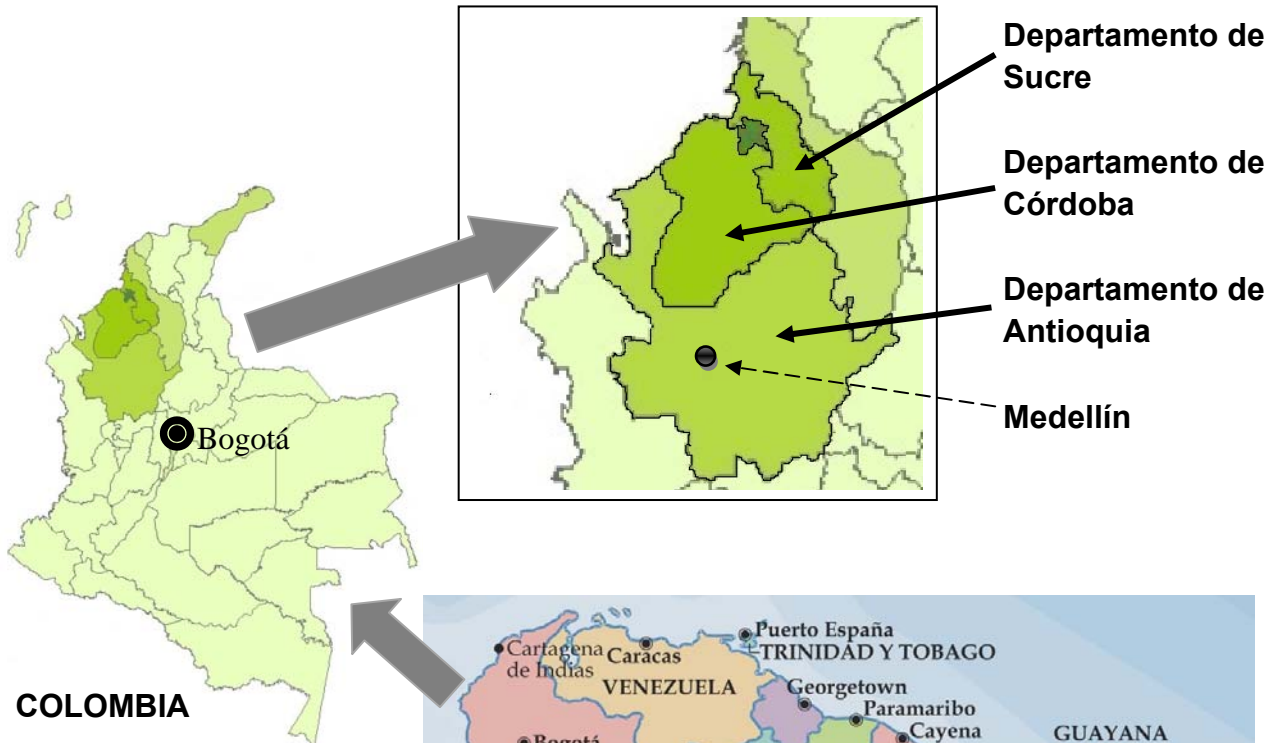 Departamento de
Sucre
Departamento de
Córdoba
Departamento de
Antioquia
Medellín
Bogotá
COLOMBIA
Puerto España
TRINIDAD Y TOBAGO
Cartagena
de Indias
Caracas
VENEZUELA
Georgetown
Paramaribo
Cayena
GUAYANA
Bogotá